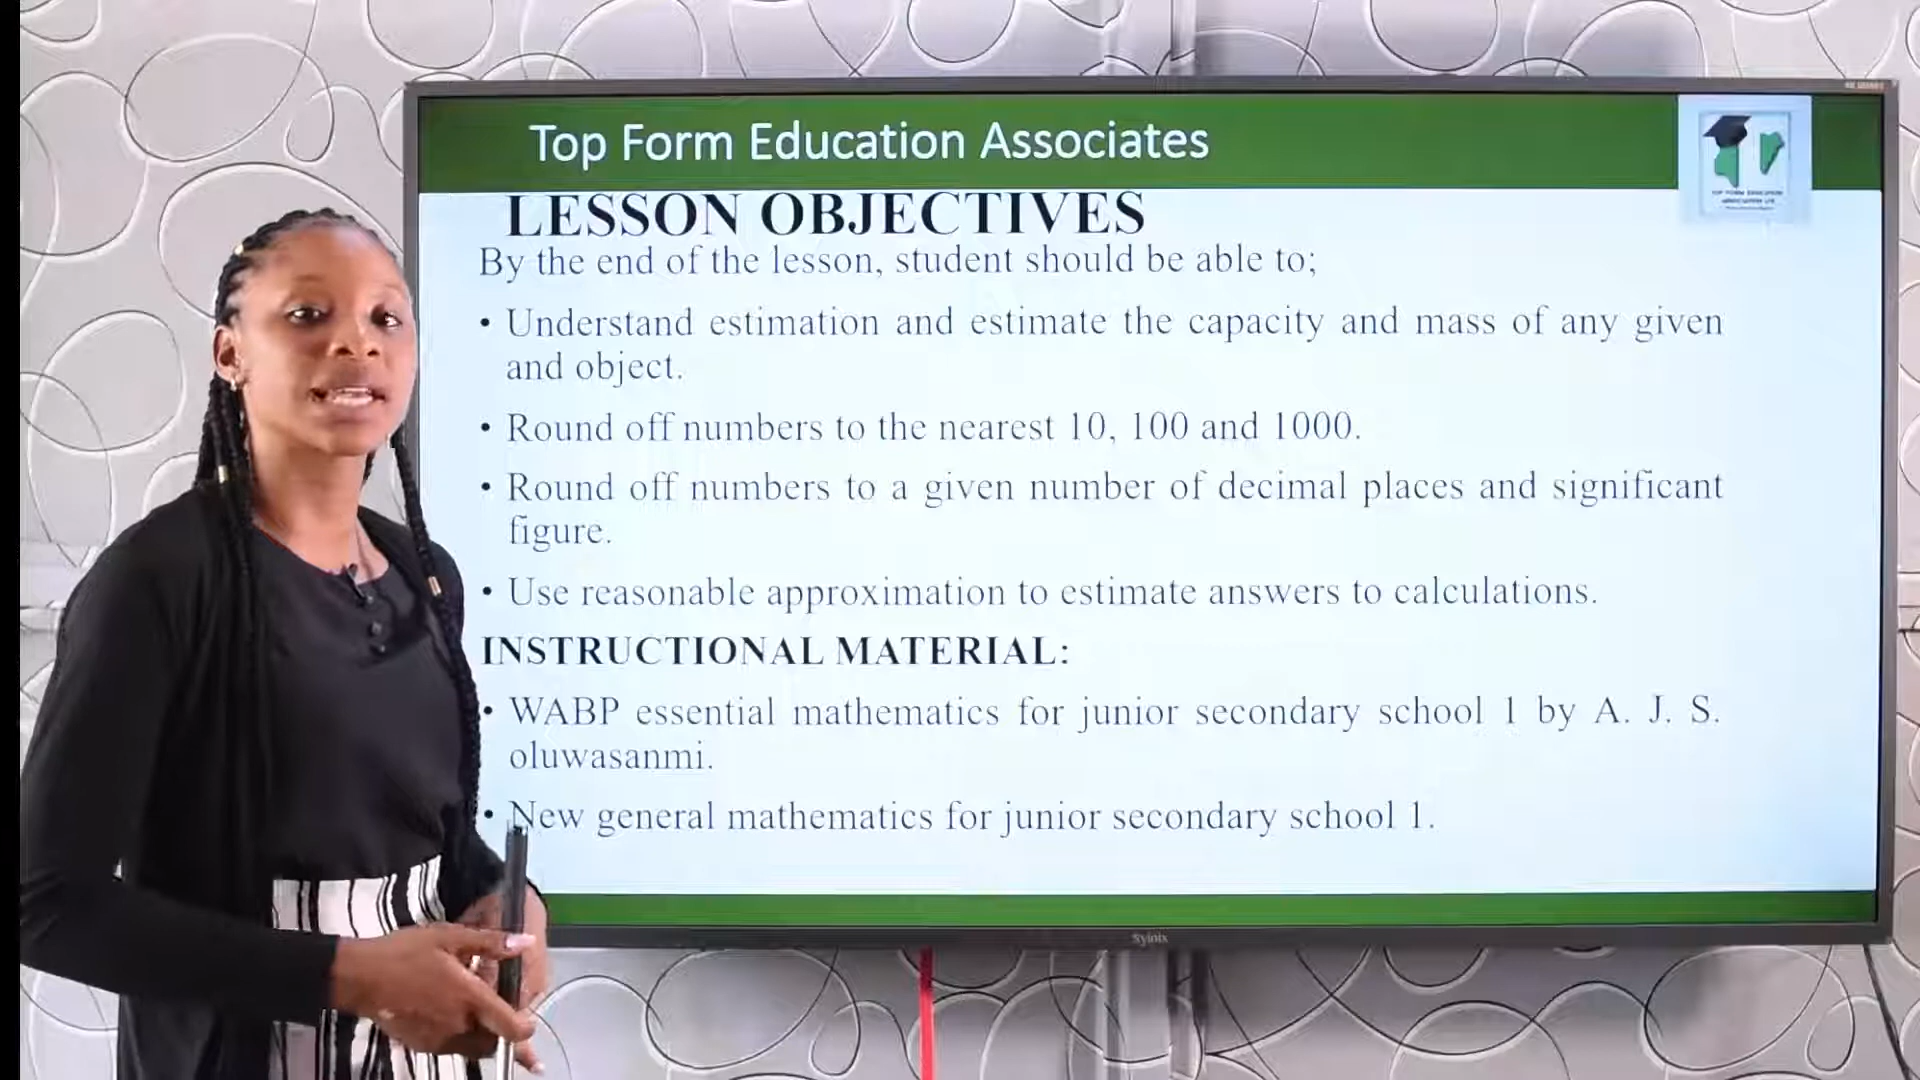 Top Form Education Associates
TOP FORM EDUCATION
LESSON OBJECTIVES
By the end of the lesson, student should be able to;
• Understand estimation and estimate the capacity and mass of any given
and object.
• Round off numbers to the nearest 10, 100 and 1000.
• Round off numbers to a given number of decimal places and significant
figure.
• Use reasonable approximation to estimate answers to calculations.
INSTRUCTIONAL MATERIAL:
• WABP essential mathematics for junior secondary school 1 by A. J. S.
oluwasanmi.
• New general mathematics for junior secondary school 1.
Syinix